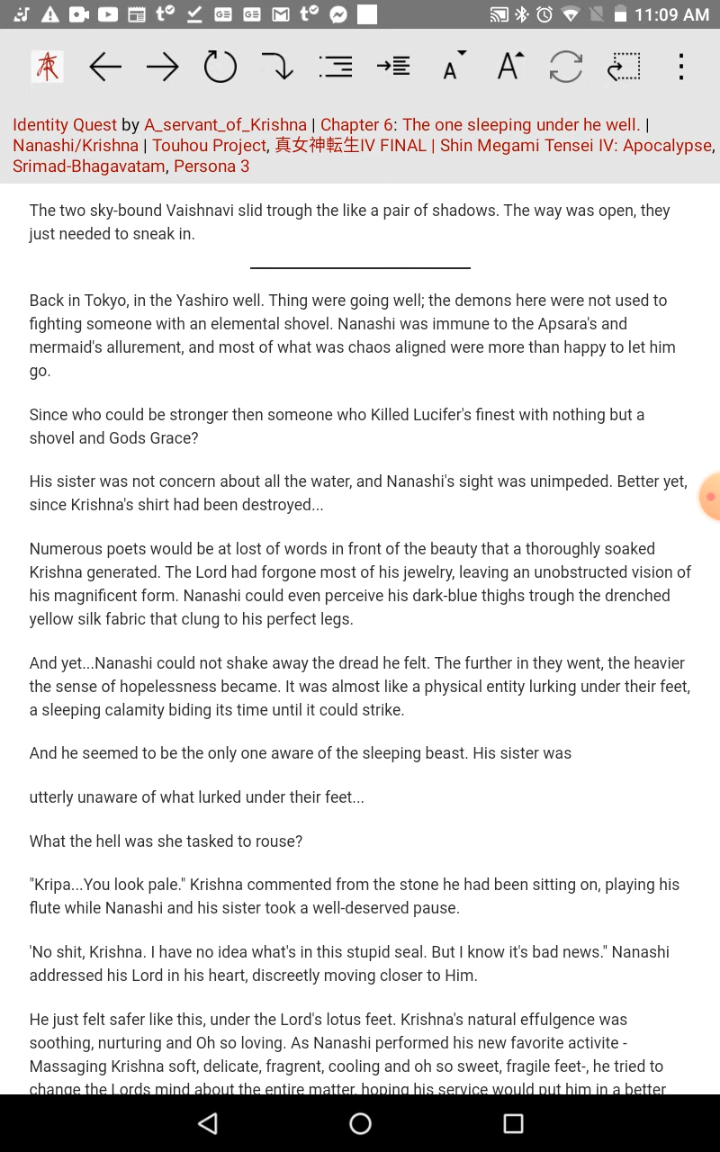 11:09 AM
Identity Quest by A_servant_of_Krishna | Chapter 6: The one sleeping under he well. |
Nanashi/Krishna | Touhou Project, 真女神転生IV FINAL | Shin Megami Tensei IV: Apocalypse,
Srimad-Bhagavatam, Persona 3
The two sky-bound Vaishnavi slid trough the like a pair of shadows. The way was open, they
just needed to sneak in.
Back in Tokyo, in the Yashiro well. Thing were going well; the demons here were not used to
fighting someone with an elemental shovel. Nanashi was immune to the Apsara's and
mermaid's allurement, and most of what was chaos aligned were more than happy to let him
go.
Since who could be stronger then someone who Killed Lucifer's finest with nothing but a
shovel and Gods Grace?
His sister was not concern about all the water, and Nanashi's sight was unimpeded. Better yet,
since Krishna's shirt had been destroyed...
Numerous poets would be at lost of words in front of the beauty that a thoroughly soaked
Krishna generated. The Lord had forgone most of his jewelry, leaving an unobstructed vision of
his magnificent form. Nanashi could even perceive his dark-blue thighs trough the drenched
yellow silk fabric that clung to his perfect legs.
And yet...Nanashi could not shake away the dread he felt. The further in they went, the heavier
the sense of hopelessness became. It was almost like a physical entity lurking under their feet,
a sleeping calamity biding its time until it could strike.
And he seemed to be the only one aware of the sleeping beast. His sister was
utterly unaware of what lurked under their feet...
What the hell was she tasked to rouse?
"Kripa...You look pale." Krishna commented from the stone he had been sitting on, playing his
flute while Nanashi and his sister took a well-deserved pause.
'No shit, Krishna. I have no idea what's in this stupid seal. But I know it's bad news." Nanashi
addressed his Lord in his heart, discreetly moving closer to Him.
He just felt safer like this, under the Lord's lotus feet. Krishna's natural effulgence was
soothing, nurturing and Oh so loving. As Nanashi performed his new favorite activite -
Massaging Krishna soft, delicate, fragrent, cooling and oh so sweet, fragile feet-, he tried to
change the Lords mind about the entire matter, hoping his service would put him in a better